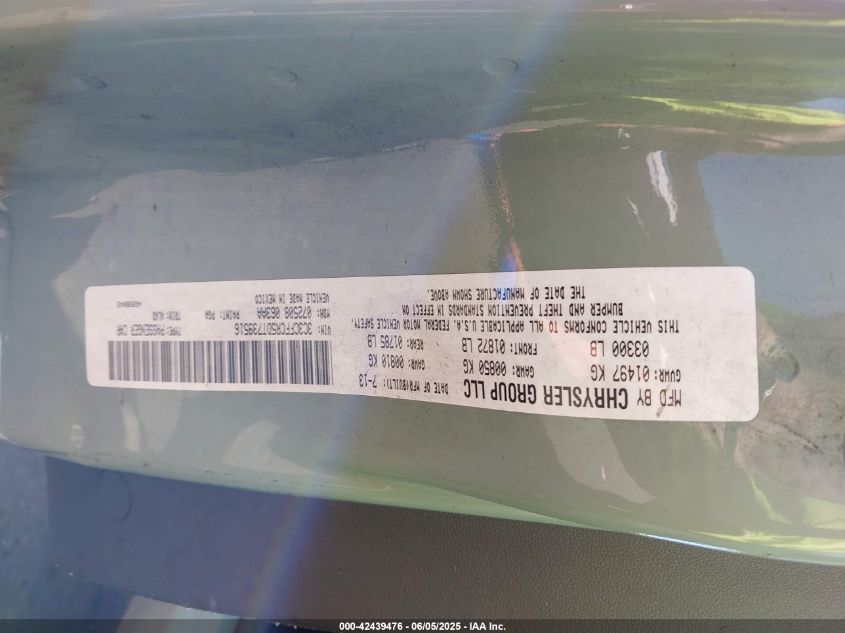 MFD BY CHRYSLER GROUP LLC DATE OF MFR(BUILT): 7-13
GVWR: 01497 KG GAWR: 00850 KG GAWR: 00810 KG
03300 LB FRONT: 01872 LB REAR: 01785 LB
THIS VEHICLE CONFORMS TO ALL APPLICABLE U.S.A. FEDERAL MOTOR VEHICLE SAFETY,
BUMPER AND THEFT PREVENTION STANDARDS IN EFFECT ON
THE DATE OF MANUFACTURE SHOWN ABOVE.
VIN: 3C3CFFCR5DT739516 TYPE: PASSENGER CAR
MDH: 072508 063AA PAINT: PGA TRIM:
VEHICLE MADE IN MEXICO
000-42439476 - 06/05/2025 - IAA Inc.